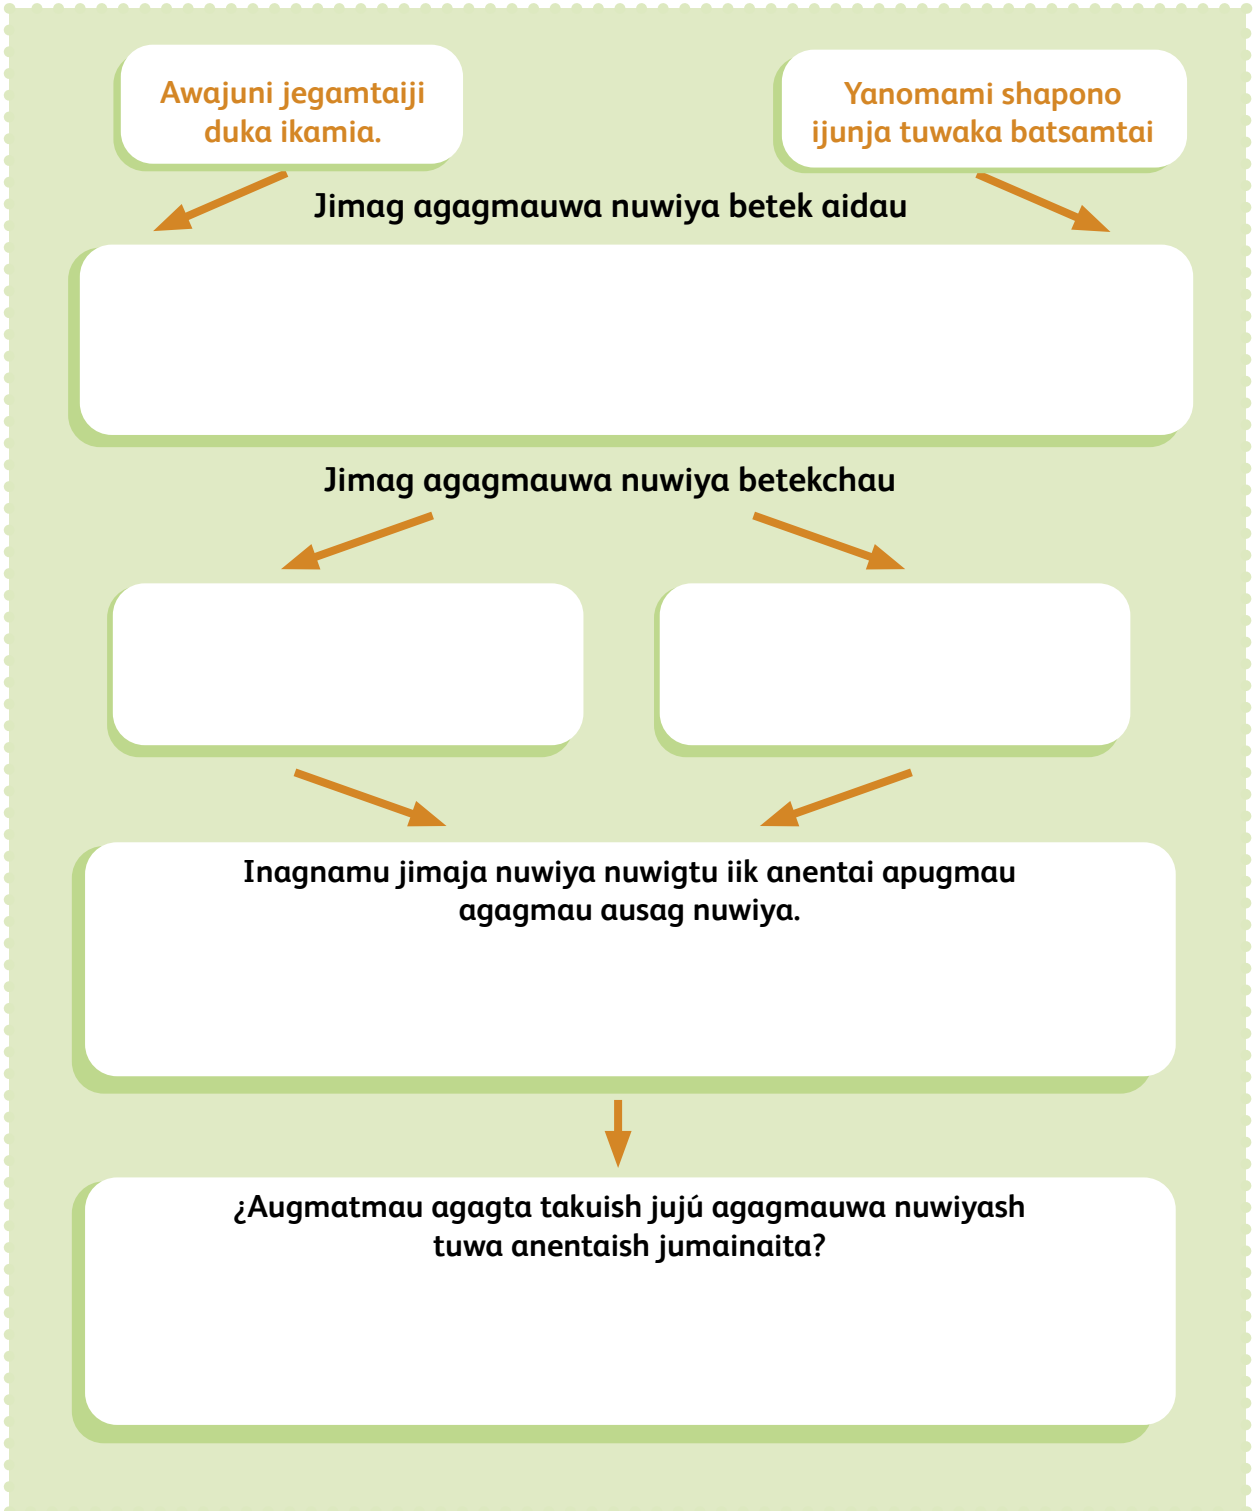 Awajuni jegamtaiji
duka ikamia.
Yanomami shapono
ijunja tuwaka batsamtai
Jimag agagmauwa nuwiya betek aidau
Jimag agagmauwa nuwiya betekchau
Inagnamu jimaja nuwiya nuwigtu iik anentai apugmau
agagmau ausag nuwiya.
¿Augmatmau agagta takuish jujú agagmauwa nuwiyash
tuwa anentaish jumainaita?